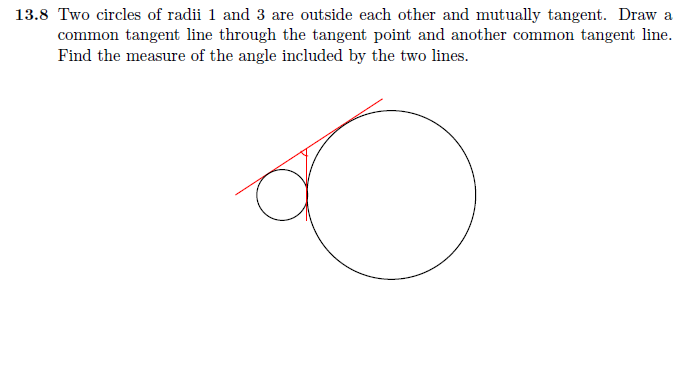 13.8 Two circles of radii 1 and 3 are outside each other and mutually tangent. Draw a
common tangent line through the tangent point and another common tangent line.
Find the measure of the angle included by the two lines.